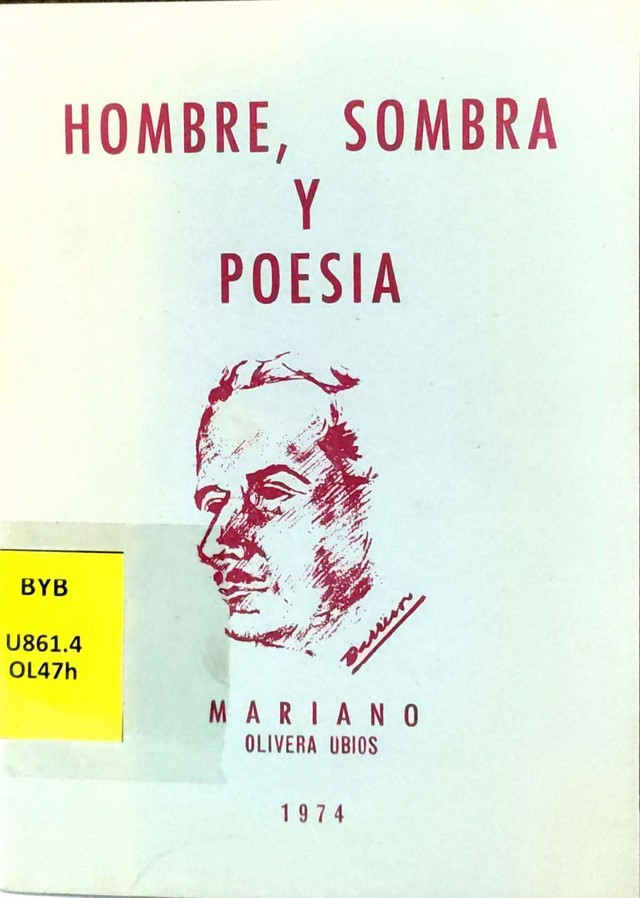 HOMBRE, SOMBRA
Y
POESIA
BYB
U861.4
OL47h
MARIANO
OLIVERA UBIOS
1974